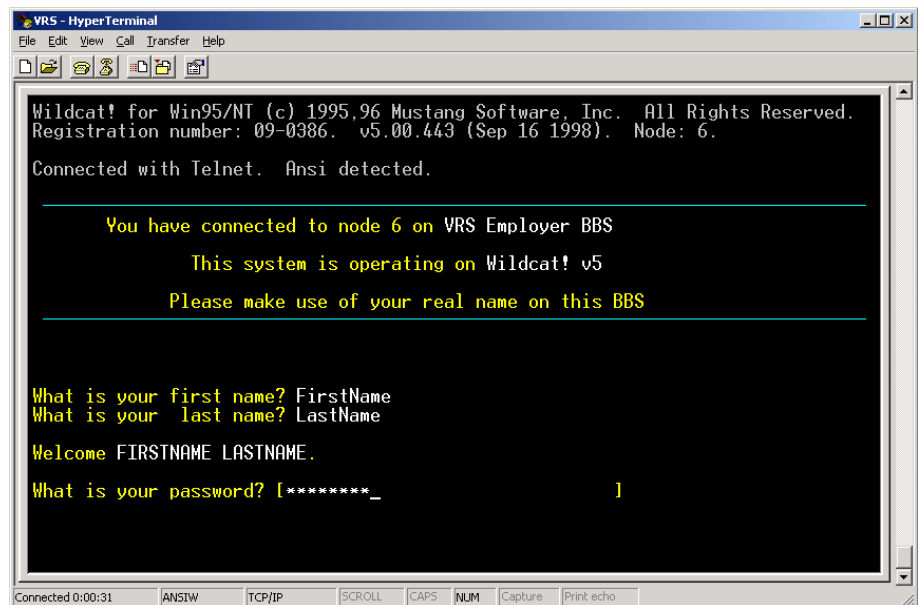 VRS - HyperTerminal
File Edit View Call Transfer Help
Wildcat! for Win95/NT (c) 1995,96 Mustang Software, Inc.  All Rights Reserved.
Registration number: 09-0386.  v5.00.443 (Sep 16 1998).  Node: 6.
Connected with Telnet.  Ansi detected.
You have connected to node 6 on VRS Employer BBS
This system is operating on Wildcat! v5
Please make use of your real name on this BBS
What is your first name? FirstName
What is your  last name? LastName
Welcome FIRSTNAME LASTNAME.
What is your password? [********_ ]
Connected 0:00:31 ANSIW TCP/IP SCROLL CAPS NUM Capture Print echo